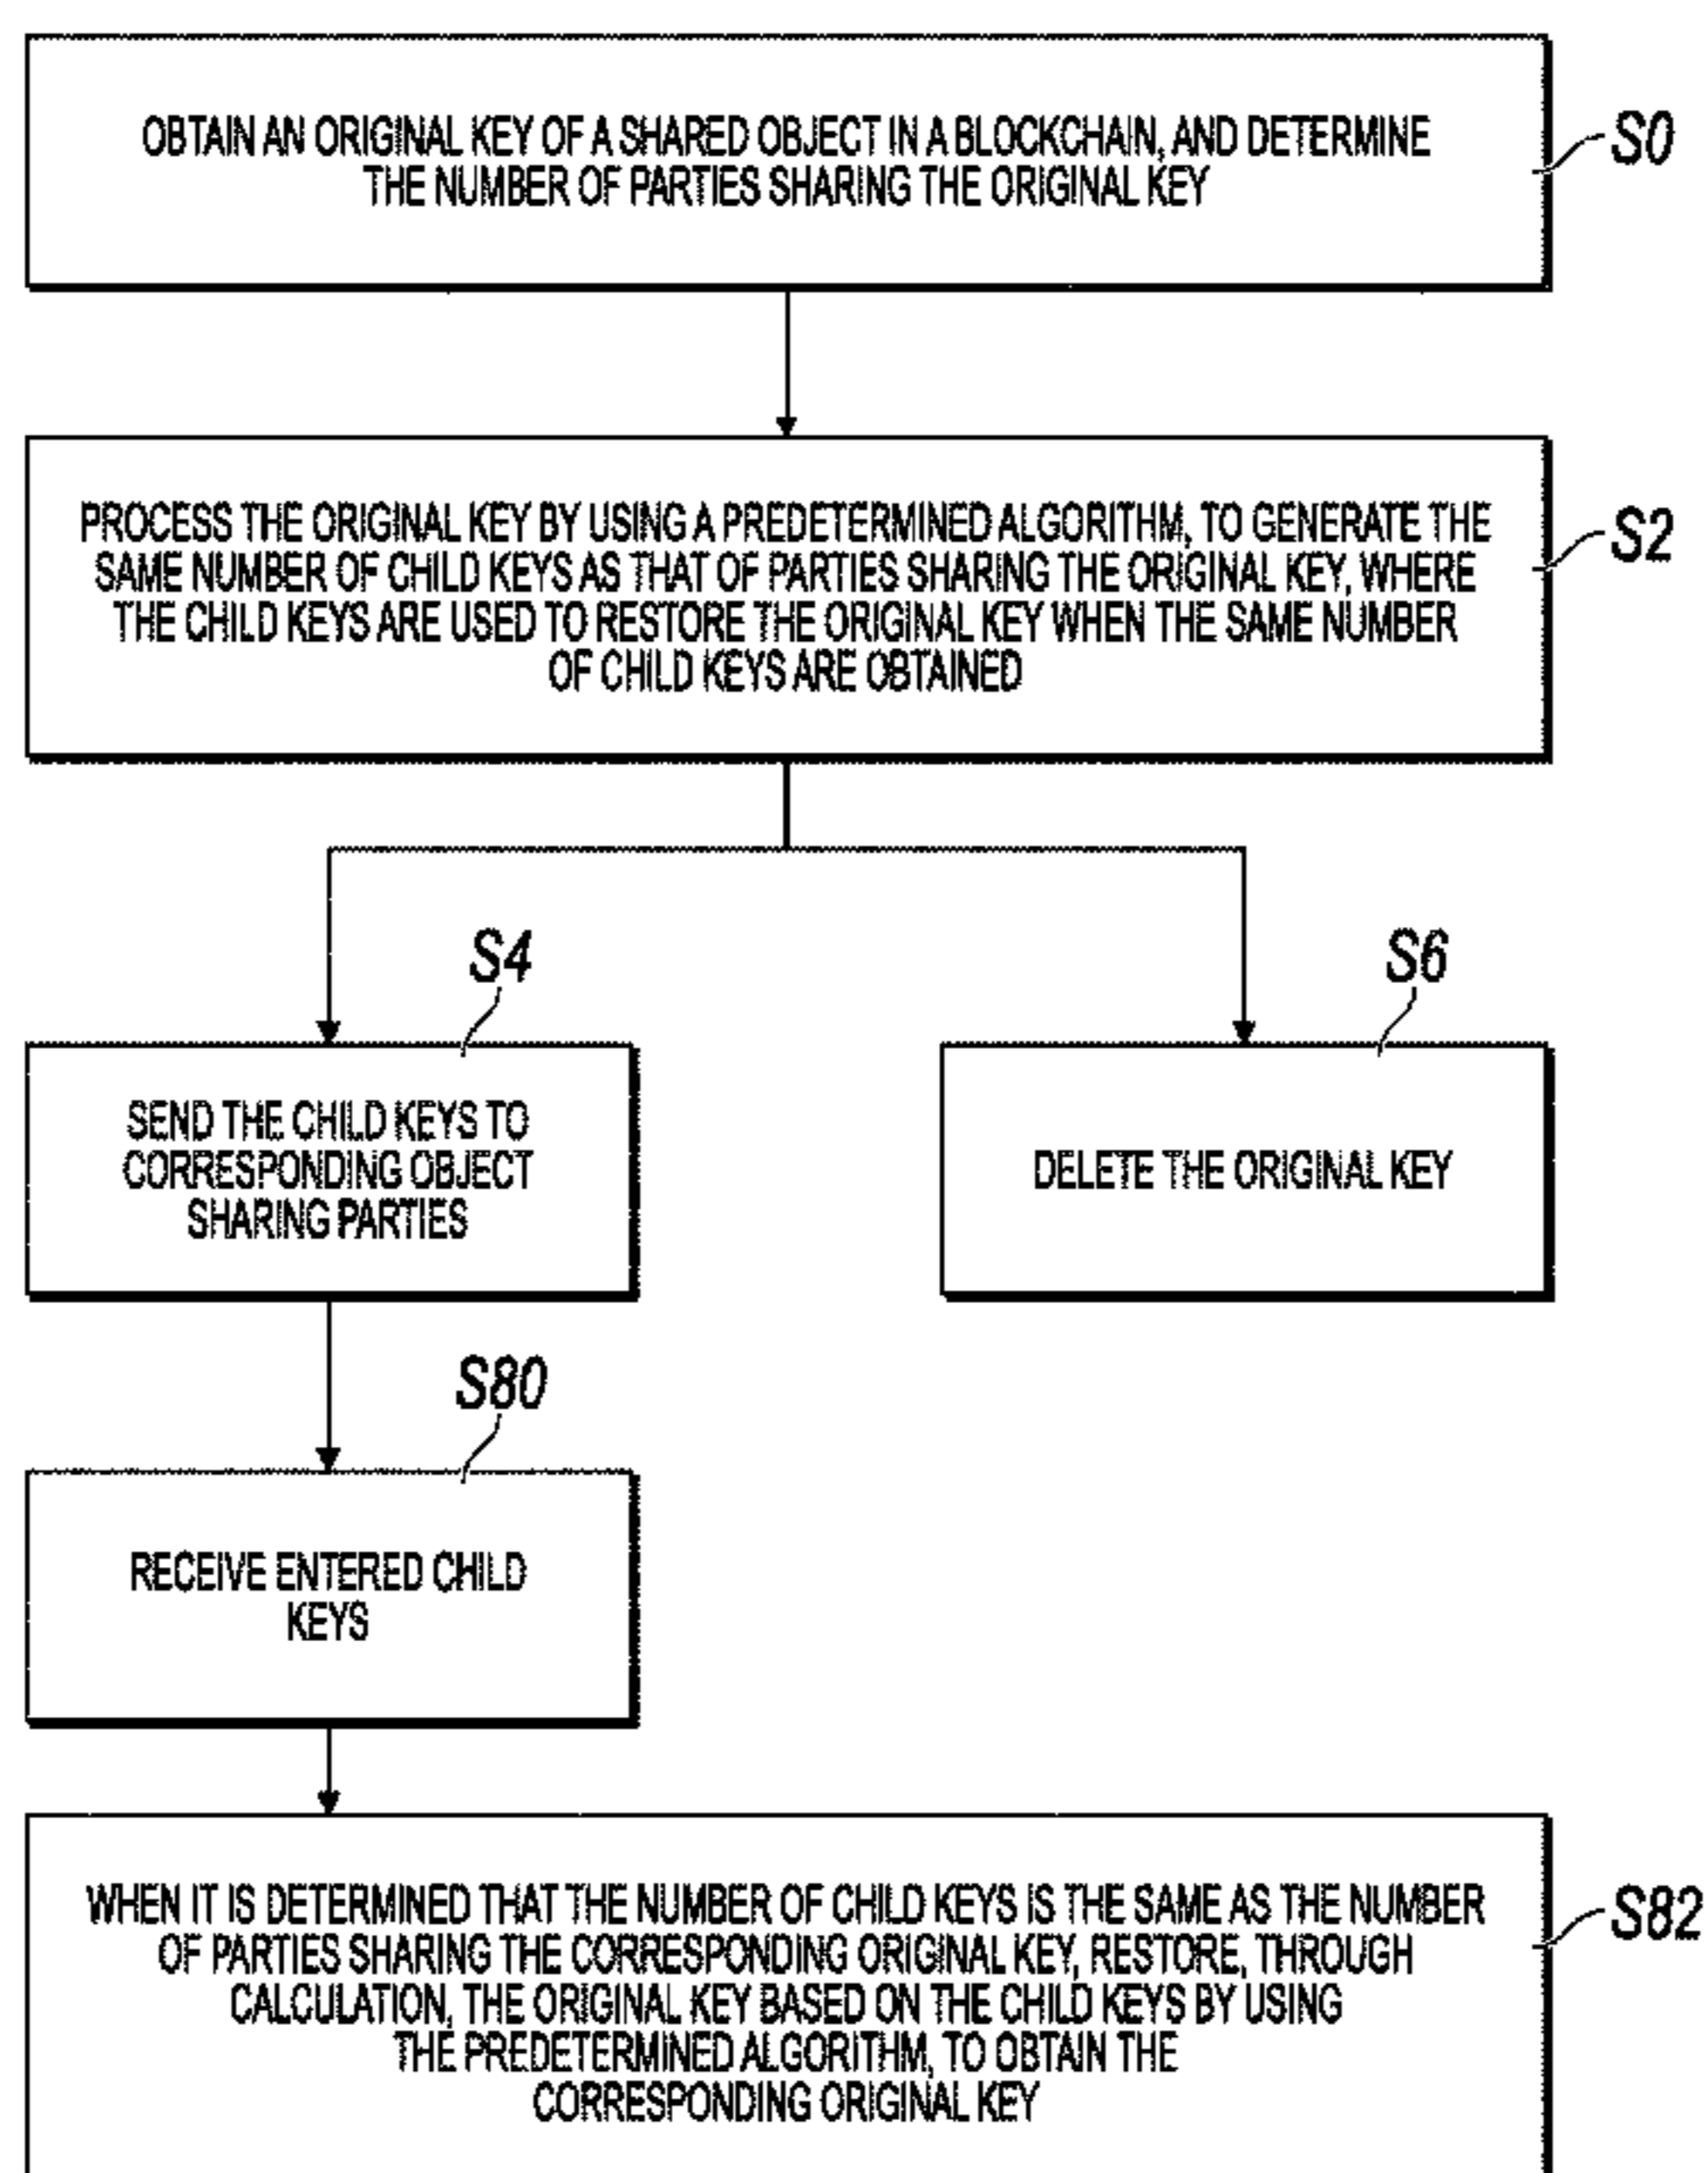 OBTAIN AN ORIGINAL KEY OF A SHARED OBJECT IN A BLOCKCHAIN, AND DETERMINE
THE NUMBER OF PARTIES SHARING THE ORIGINAL KEY
S0
PROCESS THE ORIGINAL KEY BY USING A PREDETERMINED ALGORITHM, TO GENERATE THE
SAME NUMBER OF CHILD KEYS AS THAT OF PARTIES SHARING THE ORIGINAL KEY, WHERE
THE CHILD KEYS ARE USED TO RESTORE THE ORIGINAL KEY WHEN THE SAME NUMBER
OF CHILD KEYS ARE OBTAINED
S2
S4
SEND THE CHILD KEYS TO
CORRESPONDING OBJECT
SHARING PARTIES
S6
DELETE THE ORIGINAL KEY
S80
RECEIVE ENTERED CHILD
KEYS
WHEN IT IS DETERMINED THAT THE NUMBER OF CHILD KEYS IS THE SAME AS THE NUMBER
OF PARTIES SHARING THE CORRESPONDING ORIGINAL KEY, RESTORE, THROUGH
CALCULATION, THE ORIGINAL KEY BASED ON THE CHILD KEYS BY USING
THE PREDETERMINED ALGORITHM, TO OBTAIN THE
CORRESPONDING ORIGINAL KEY
S82